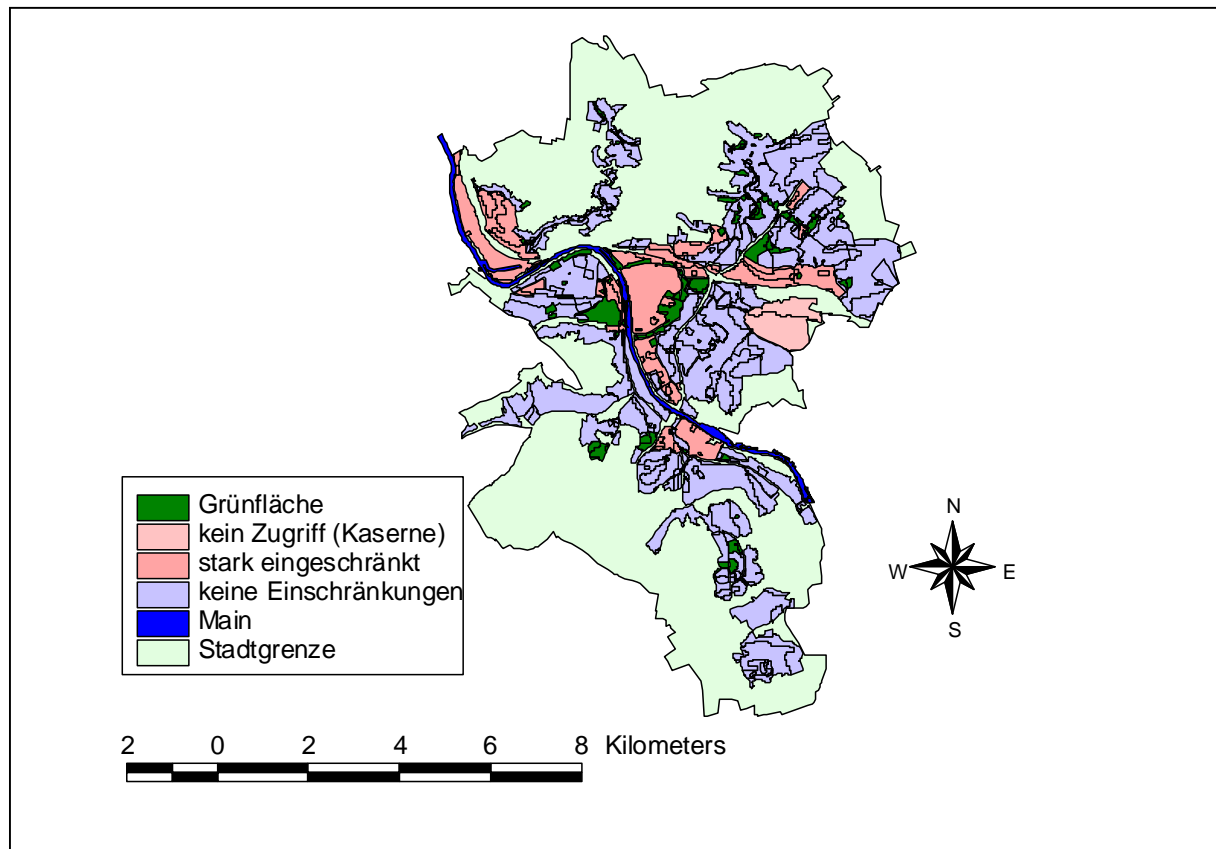 Grünfläche
kein Zugriff (Kaserne)
stark eingeschränkt
keine Einschränkungen
Main
Stadtgrenze
N
W E
S
2 0 2 4 6 8 Kilometers